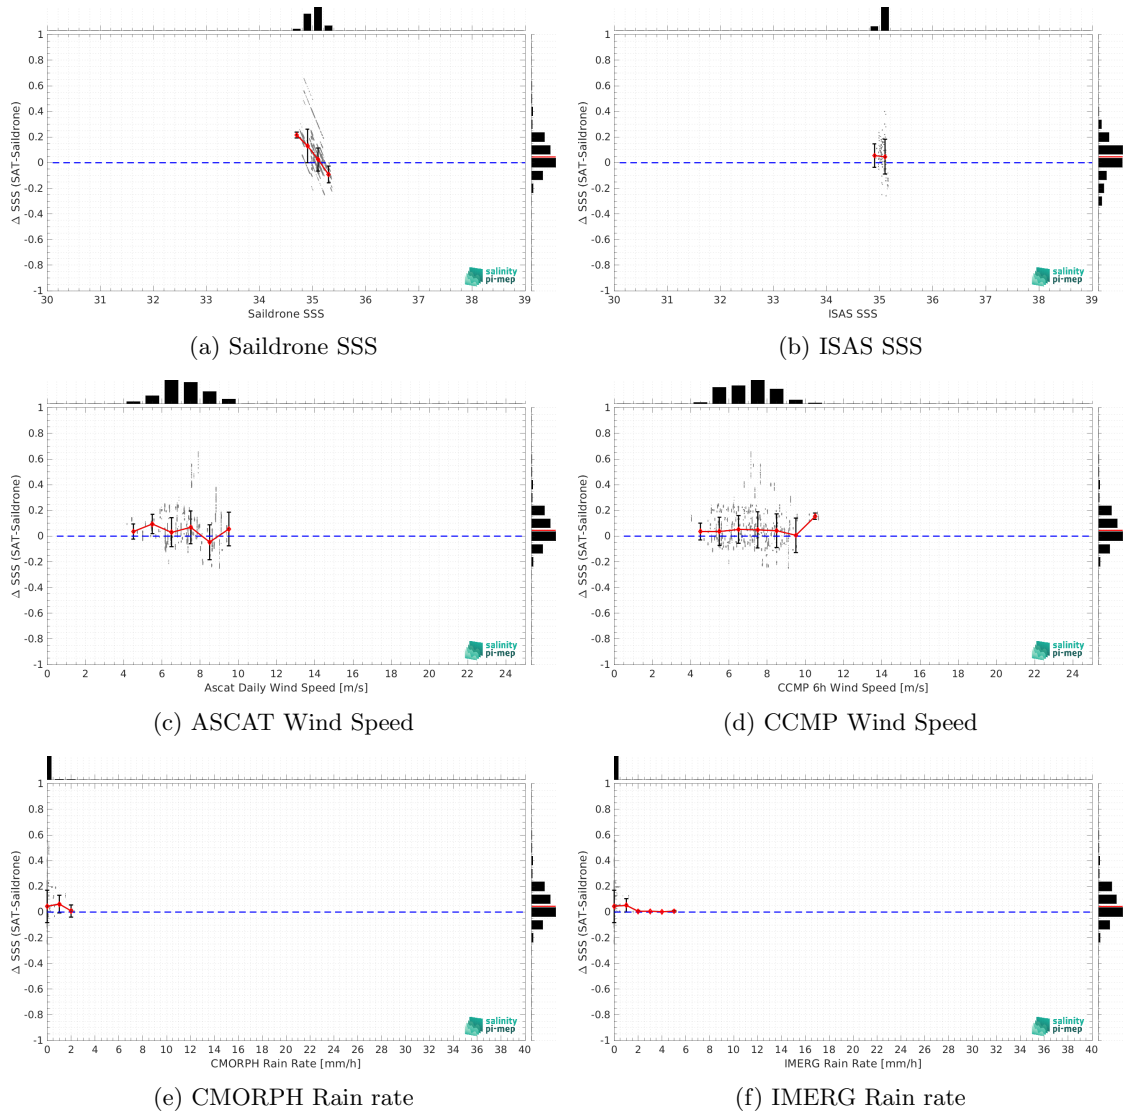 1
0.8
0.6
0.4
0.2
0
-0.2
-0.4
-0.6
-0.8
-1
Δ SSS (SAT-Saildrone)
salinity
pi-mep
30 31 32 33 34 35 36 37 38 39
Saildrone SSS
(a) Saildrone SSS
1
0.8
0.6
0.4
0.2
0
-0.2
-0.4
-0.6
-0.8
-1
Δ SSS (SAT-Saildrone)
salinity
pi-mep
30 31 32 33 34 35 36 37 38 39
ISAS SSS
(b) ISAS SSS
1
0.8
0.6
0.4
0.2
0
-0.2
-0.4
-0.6
-0.8
-1
Δ SSS (SAT-Saildrone)
salinity
pi-mep
0 2 4 6 8 10 12 14 16 18 20 22 24
Ascat Daily Wind Speed [m/s]
(c) ASCAT Wind Speed
1
0.8
0.6
0.4
0.2
0
-0.2
-0.4
-0.6
-0.8
-1
Δ SSS (SAT-Saildrone)
salinity
pi-mep
0 2 4 6 8 10 12 14 16 18 20 22 24
CCMP 6h Wind Speed [m/s]
(d) CCMP Wind Speed
1
0.8
0.6
0.4
0.2
0
-0.2
-0.4
-0.6
-0.8
-1
Δ SSS (SAT-Saildrone)
salinity
pi-mep
0 2 4 6 8 10 12 14 16 18 20 22 24 26 28 30 32 34 36 38 40
CMORPH Rain Rate [mm/h]
(e) CMORPH Rain rate
1
0.8
0.6
0.4
0.2
0
-0.2
-0.4
-0.6
-0.8
-1
Δ SSS (SAT-Saildrone)
salinity
pi-mep
0 2 4 6 8 10 12 14 16 18 20 22 24 26 28 30 32 34 36 38 40
IMERG Rain Rate [mm/h]
(f) IMERG Rain rate